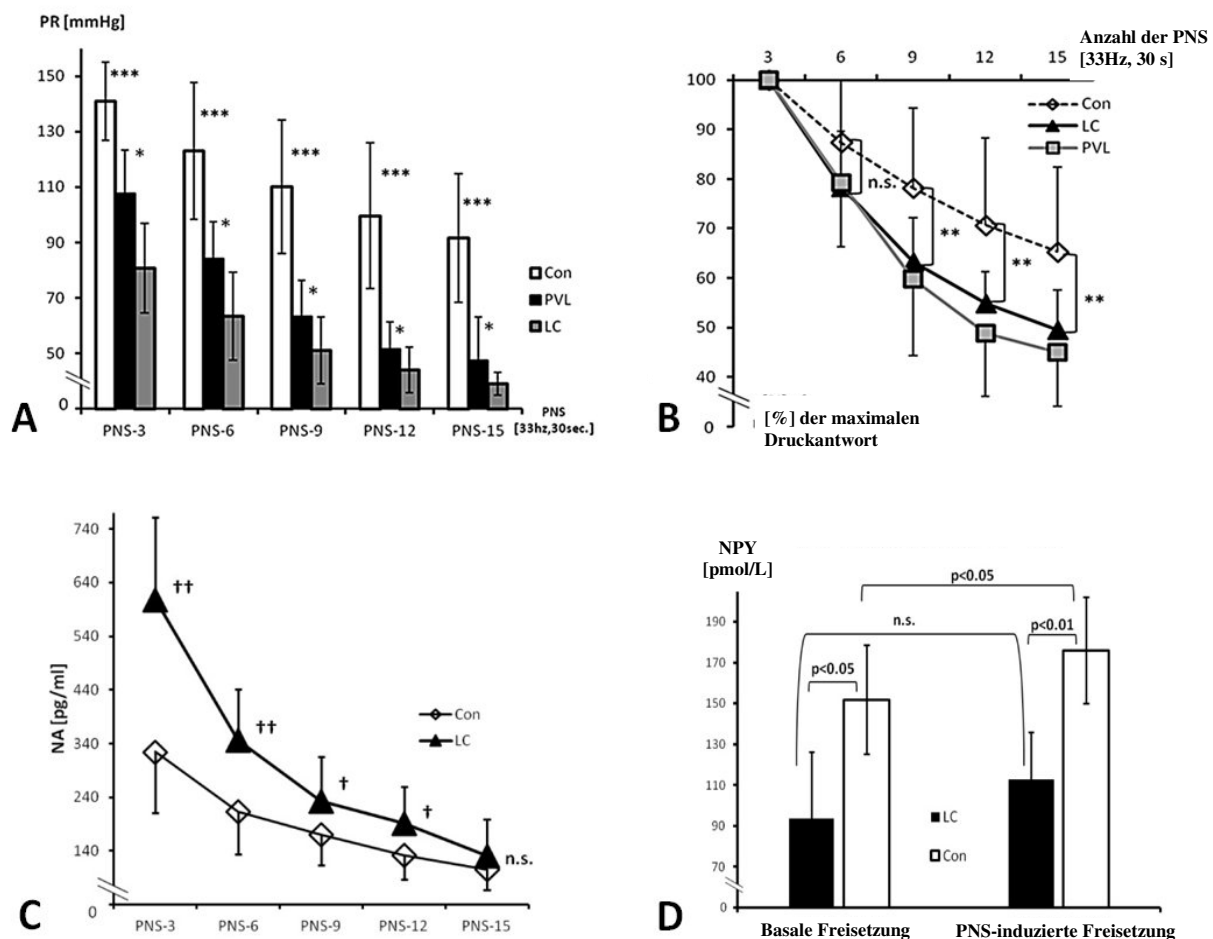 PR [mmHg]
150
130
110
90
70
50
0
***
*
***
*
***
*
***
*
***
*
Con
PVL
LC
PNS-3 PNS-6 PNS-9 PNS-12 PNS-15
PNS
[33hz,30sec.]
A
Anzahl der PNS
[33Hz, 30 s]
3 6 9 12 15
100
90
80
70
60
50
40
0
Con
LC
PVL
n.s.
**
**
**
[%] der maximalen
Druckantwort
B
NA [pg/ml]
740
640
540
440
340
240
140
0
††
††
†
†
n.s.
Con
LC
PNS-3 PNS-6 PNS-9 PNS-12 PNS-15
C
NPY
[pmol/L]
190
170
150
130
110
90
70
0
p<0.05
n.s.
p<0.01
p<0.05
LC
Con
Basale Freisetzung PNS-induzierte Freisetzung
D